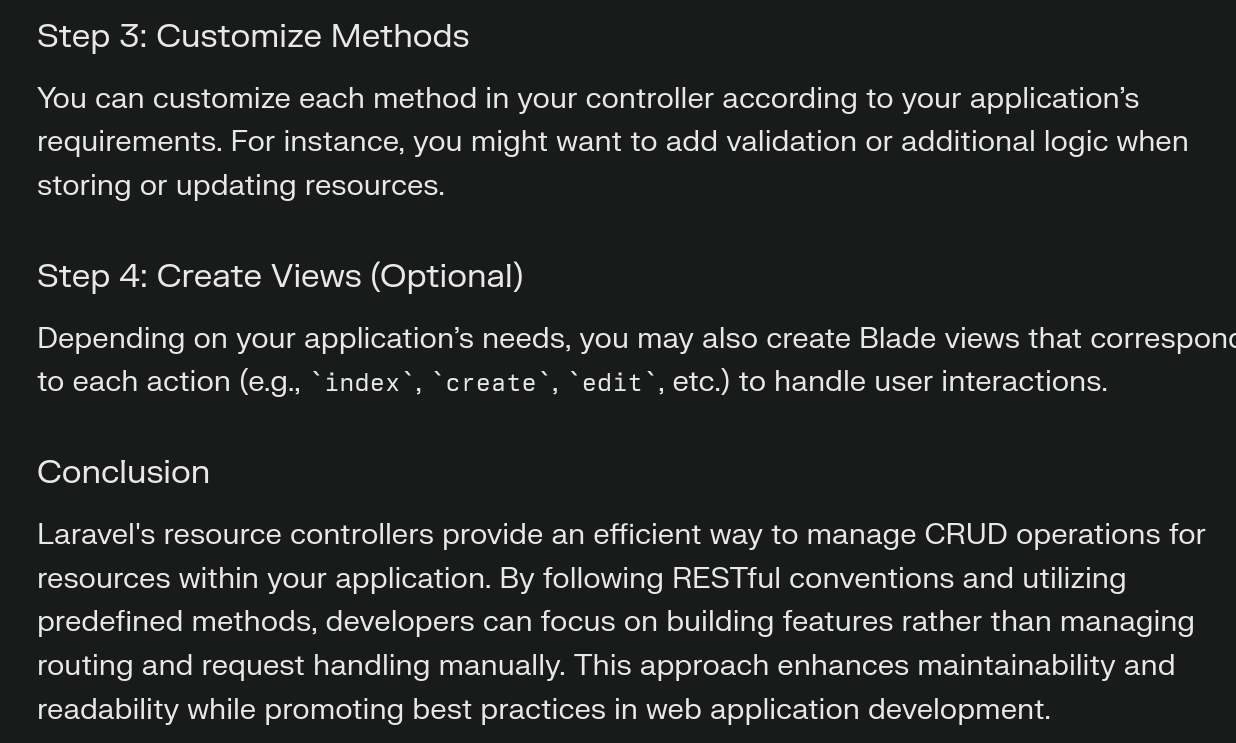 Step 3: Customize Methods
You can customize each method in your controller according to your application’s
requirements. For instance, you might want to add validation or additional logic when
storing or updating resources.
Step 4: Create Views (Optional)
Depending on your application’s needs, you may also create Blade views that correspond
to each action (e.g., `index`, `create`, `edit`, etc.) to handle user interactions.
Conclusion
Laravel's resource controllers provide an efficient way to manage CRUD operations for
resources within your application. By following RESTful conventions and utilizing
predefined methods, developers can focus on building features rather than managing
routing and request handling manually. This approach enhances maintainability and
readability while promoting best practices in web application development.